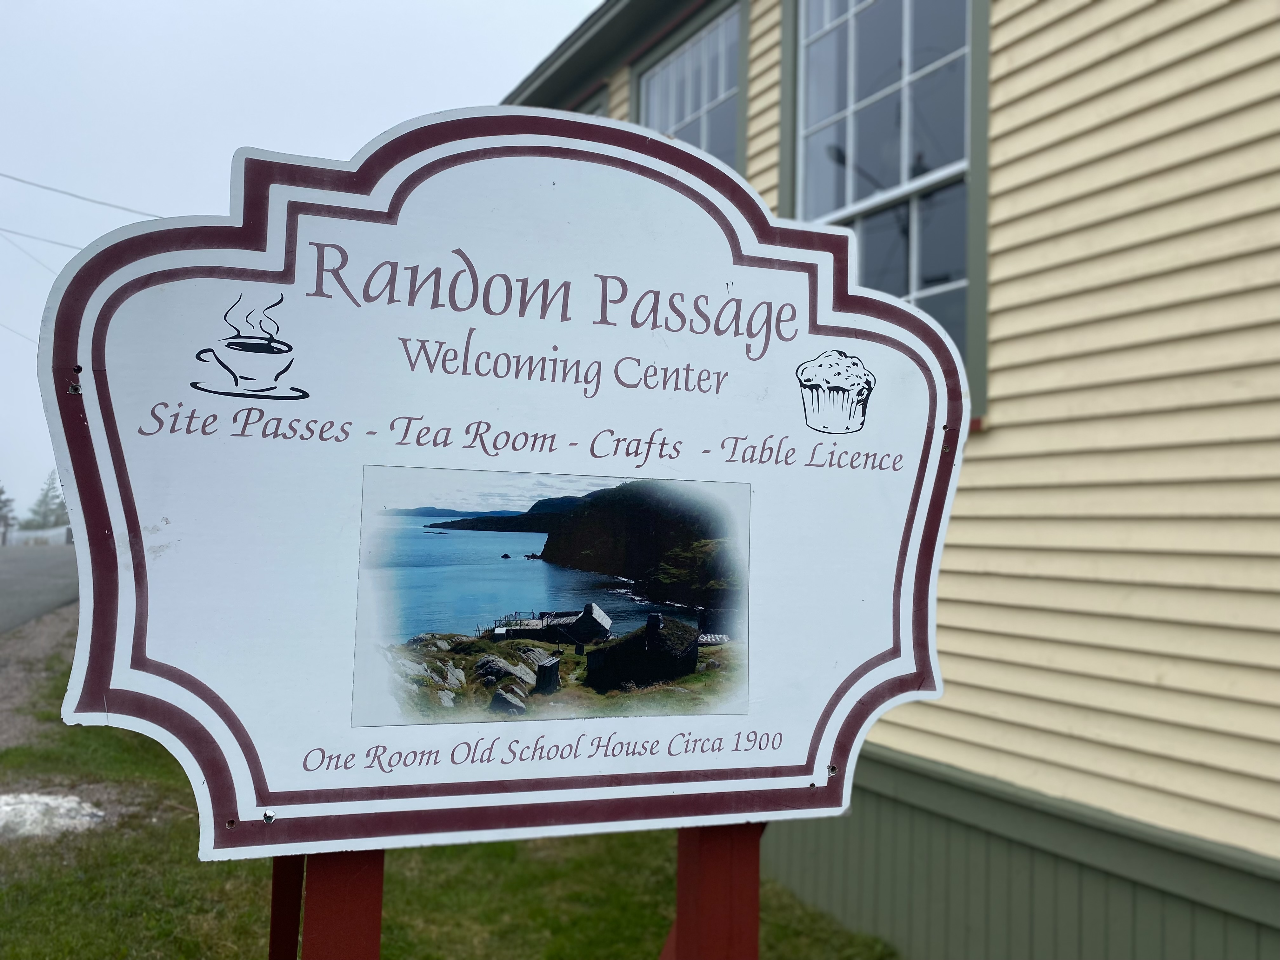 Random Passage
Welcoming Center
Site Passes - Tea Room - Crafts - Table Licence
One Room Old School House Circa 1900